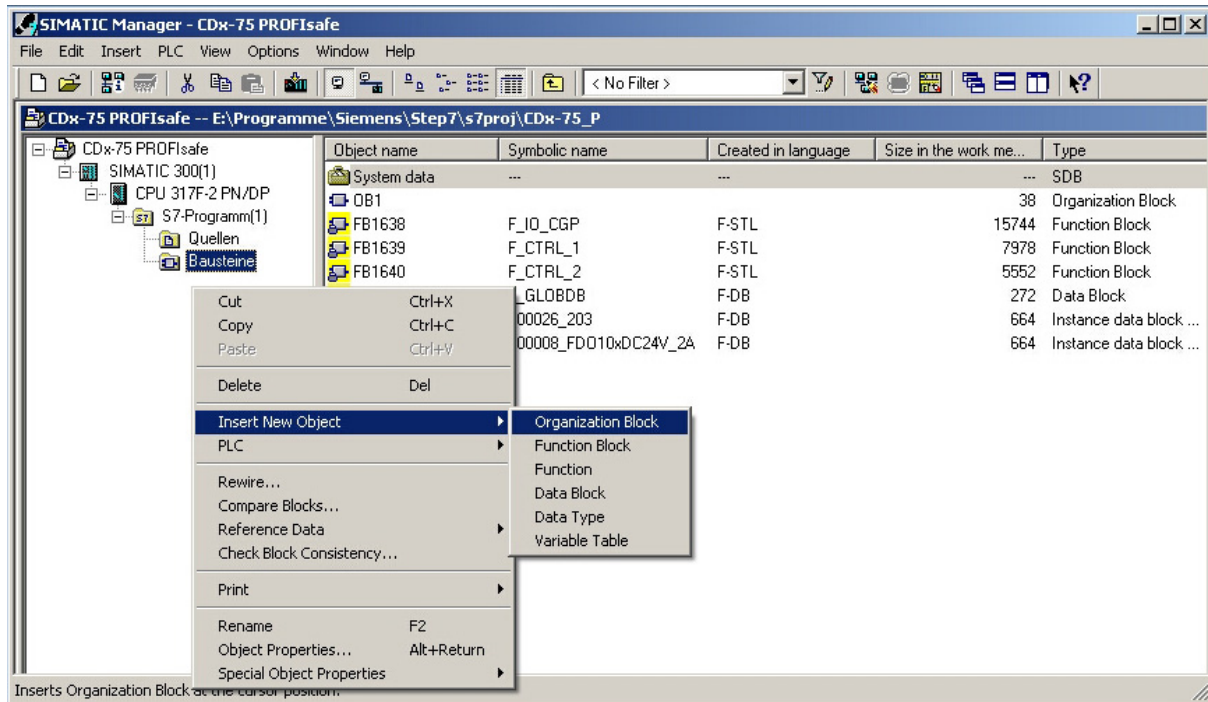 SIMATIC Manager - CDx-75 PROFIsafe
File Edit Insert PLC View Options Window Help
< No Filter >
CDx-75 PROFIsafe -- E:\Programme\Siemens\Step7\s7proj\CDx-75_P
CDx-75 PROFIsafe
SIMATIC 300(1)
CPU 317F-2 PN/DP
S7-Programm(1)
Quellen
Bausteine
Object name Symbolic name Created in language Size in the work me... Type
System data --- --- --- SDB
OB1 38 Organization Block
FB1638 F_IO_CGP F-STL 15744 Function Block
FB1639 F_CTRL_1 F-STL 7978 Function Block
FB1640 F_CTRL_2 F-STL 5552 Function Block
_GLOBDB F-DB 272 Data Block
00026_203 F-DB 664 Instance data block ...
00008_FDO10xDC24V_2A F-DB 664 Instance data block ...
Cut Ctrl+X
Copy Ctrl+C
Paste Ctrl+V
Delete Del
Insert New Object
PLC
Rewire...
Compare Blocks...
Reference Data
Check Block Consistency...
Print
Rename F2
Object Properties... Alt+Return
Special Object Properties
Organization Block
Function Block
Function
Data Block
Data Type
Variable Table
Inserts Organization Block at the cursor position.